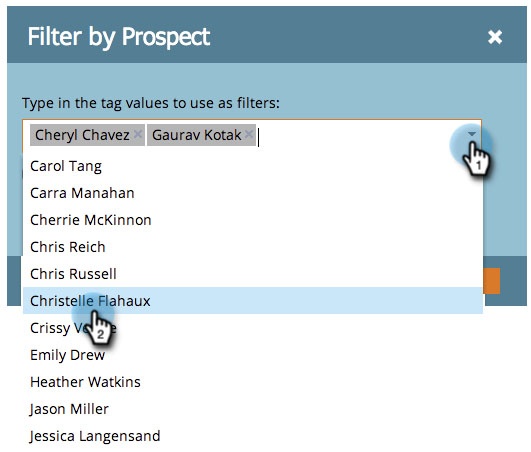 Filter by Prospect
Type in the tag values to use as filters:
Cheryl Chavez Gaurav Kotak
1
Carol Tang
Carra Manahan
Cherrie McKinnon
Chris Reich
Chris Russell
Christelle Flahaux
2
Crissy
Emily Drew
Heather Watkins
Jason Miller
Jessica Langensand